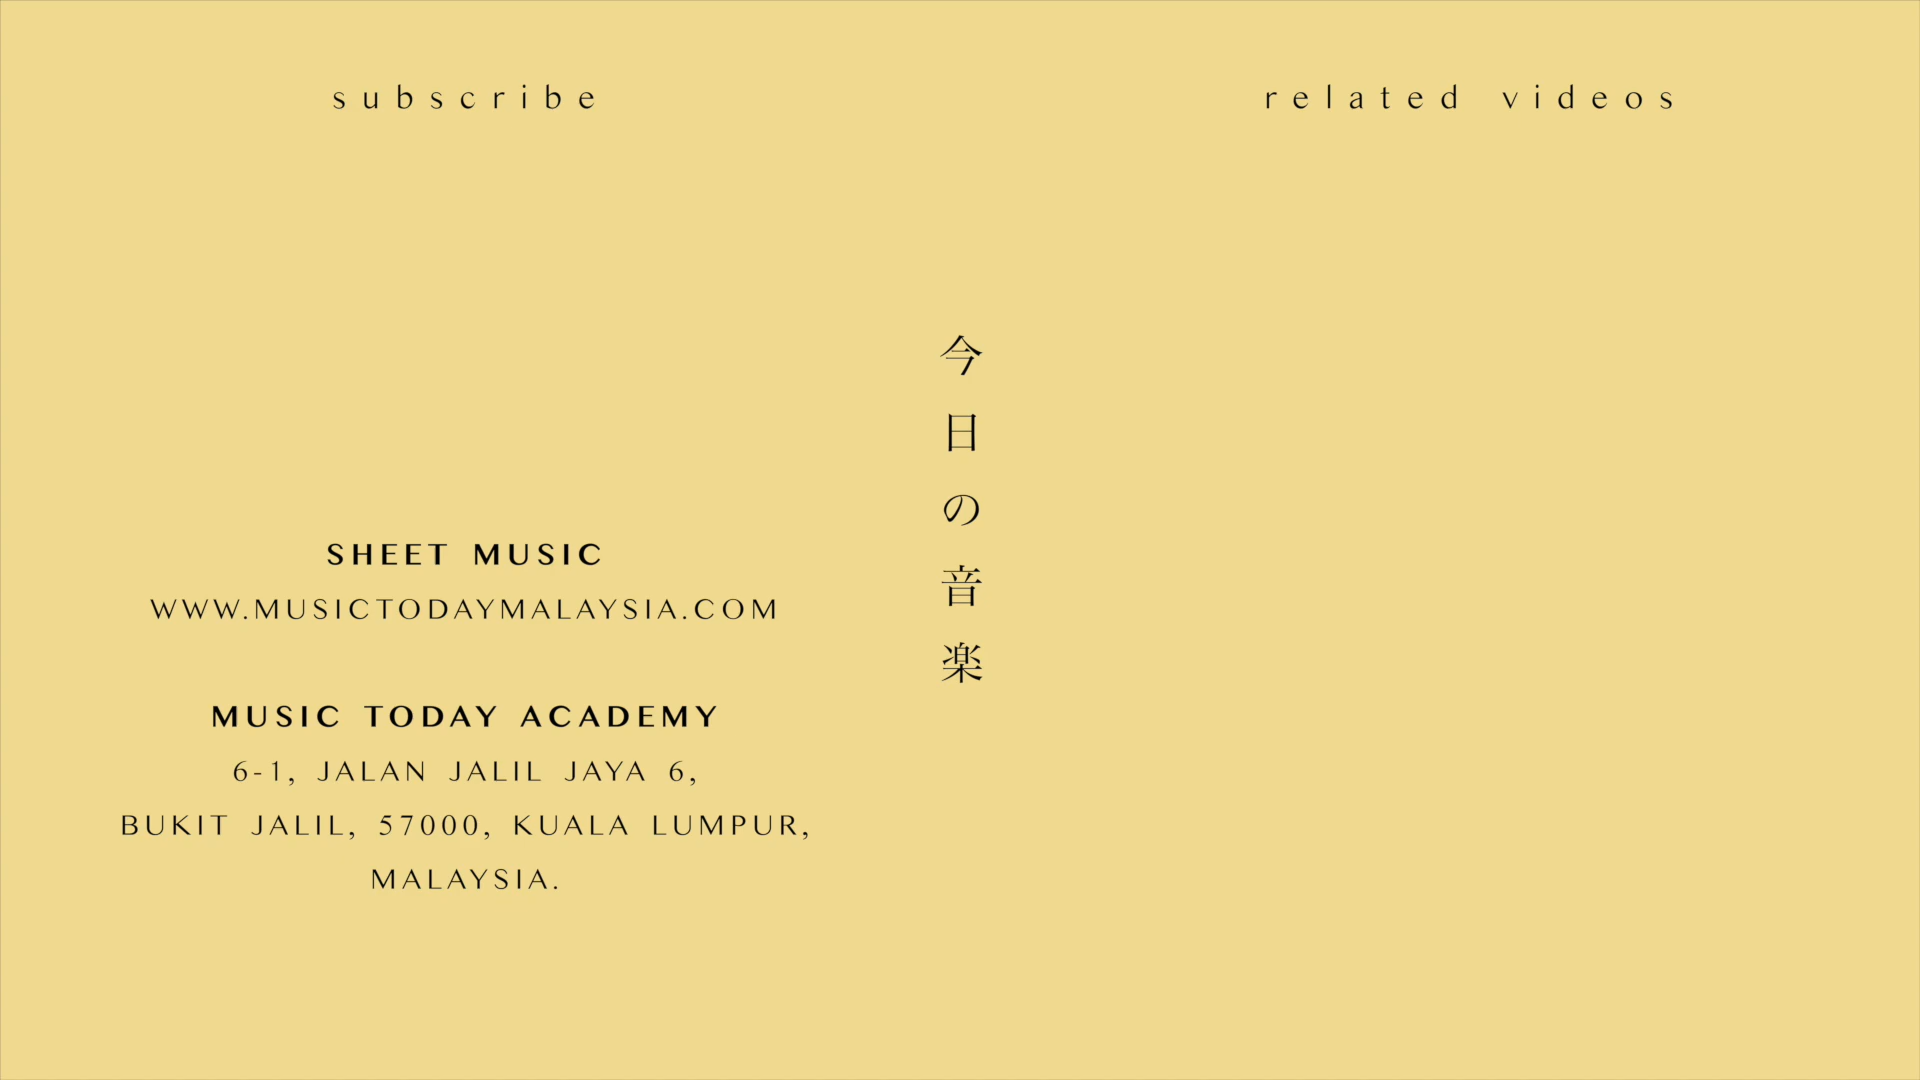 subscribe
related videos
今日の音楽
SHEET MUSIC
WWW.MUSICTODAYMALAYSIA.COM
MUSIC TODAY ACADEMY
6-1, JALAN JALIL JAYA 6,
BUKIT JALIL, 57000, KUALA LUMPUR,
MALAYSIA.